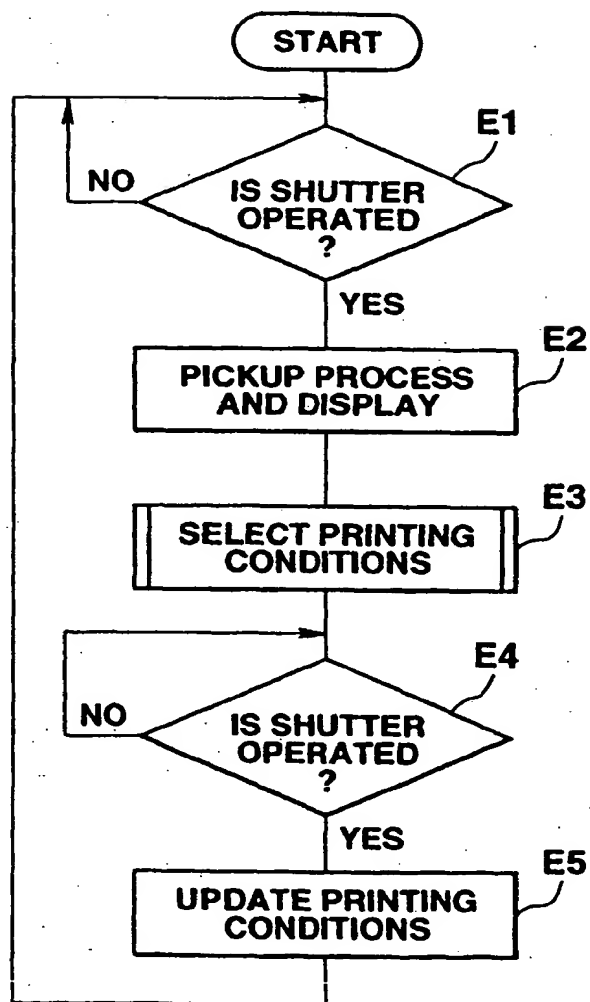 START
E1
NO
IS SHUTTER
OPERATED
?
YES
E2
PICKUP PROCESS
AND DISPLAY
E3
SELECT PRINTING
CONDITIONS
E4
NO
IS SHUTTER
OPERATED
?
YES
E5
UPDATE PRINTING
CONDITIONS